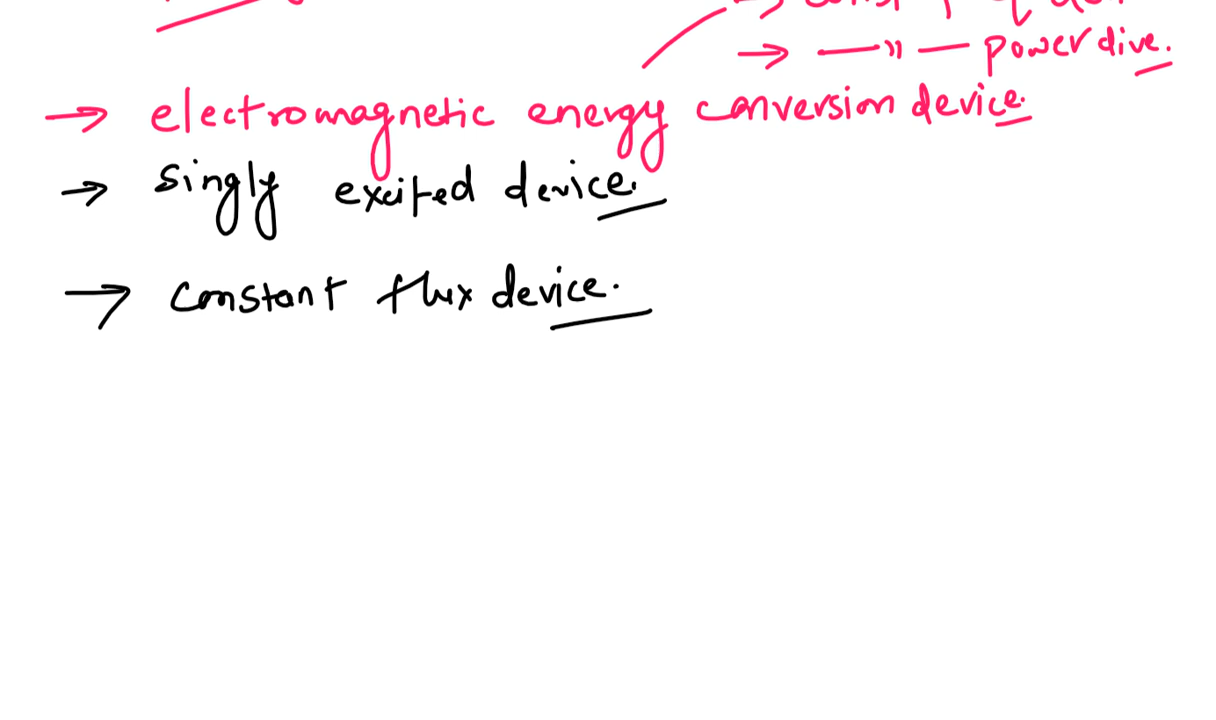 → —〃— power dive.
→ electromagnetic energy conversion device.
→ singly excited device.
→ constant flux device.